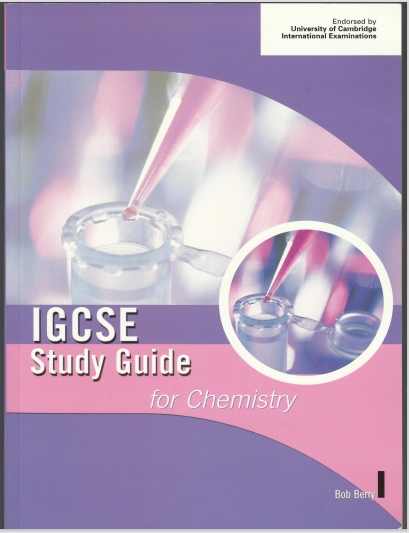 Endorsed by
University of Cambridge
International Examinations
IGCSE
Study Guide
for Chemistry
Bob Berry